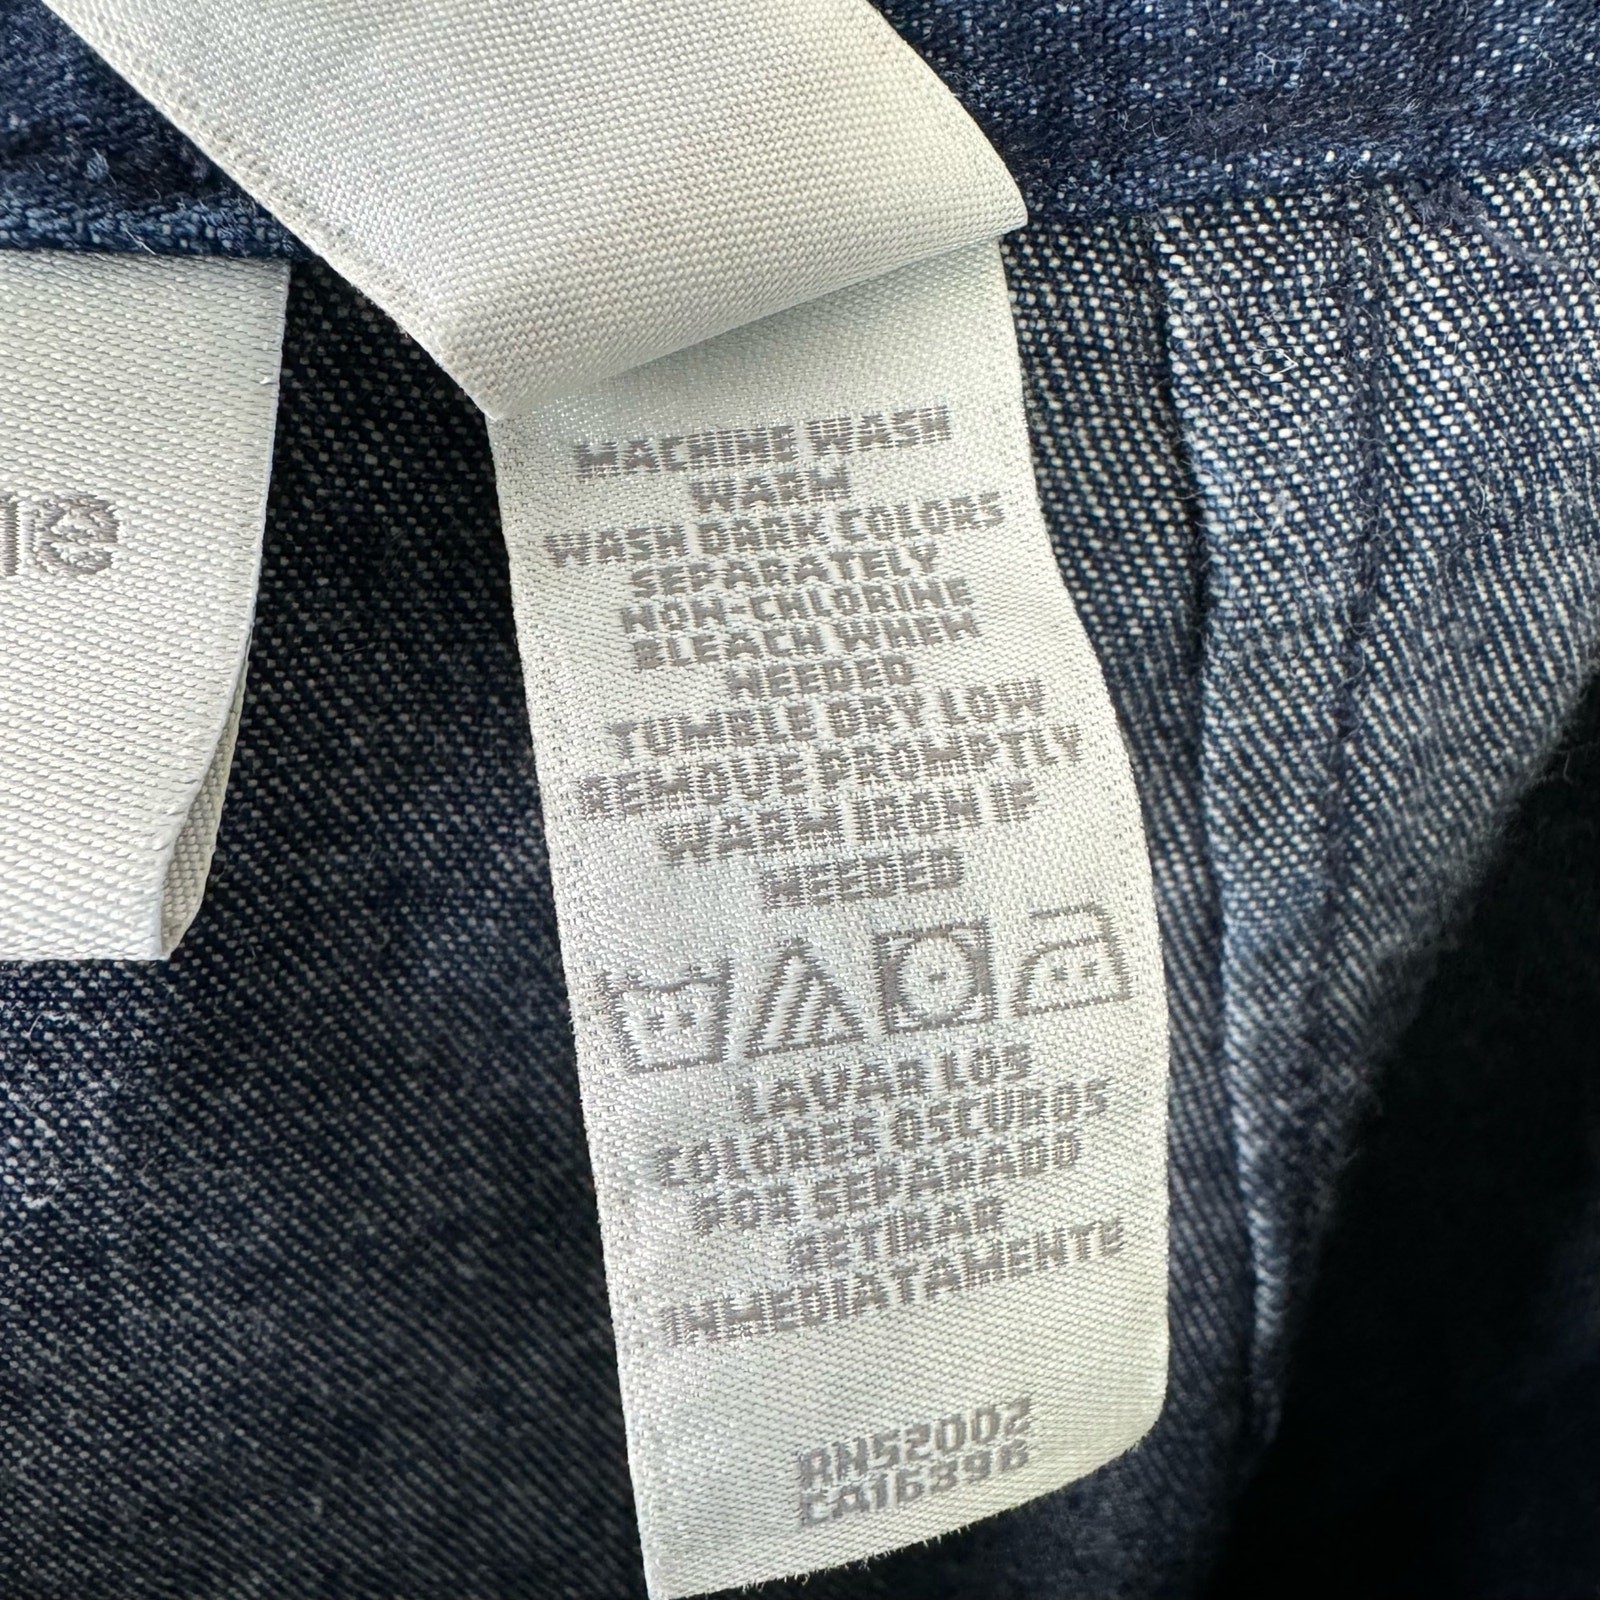 MACHINE WASH
WARM
WASH DARK COLORS
SEPARATELY
NON-CHLORINE
BLEACH WHEN
NEEDED
TUMBLE DRY LOW
REMOVE PROMPTLY
WARM IRON IF
NEEDED
LAVAR LOS
COLORES OSCUROS
POR SEPARADO
RETIRAR
INMEDIATAMENTE
RN52002
CA16396